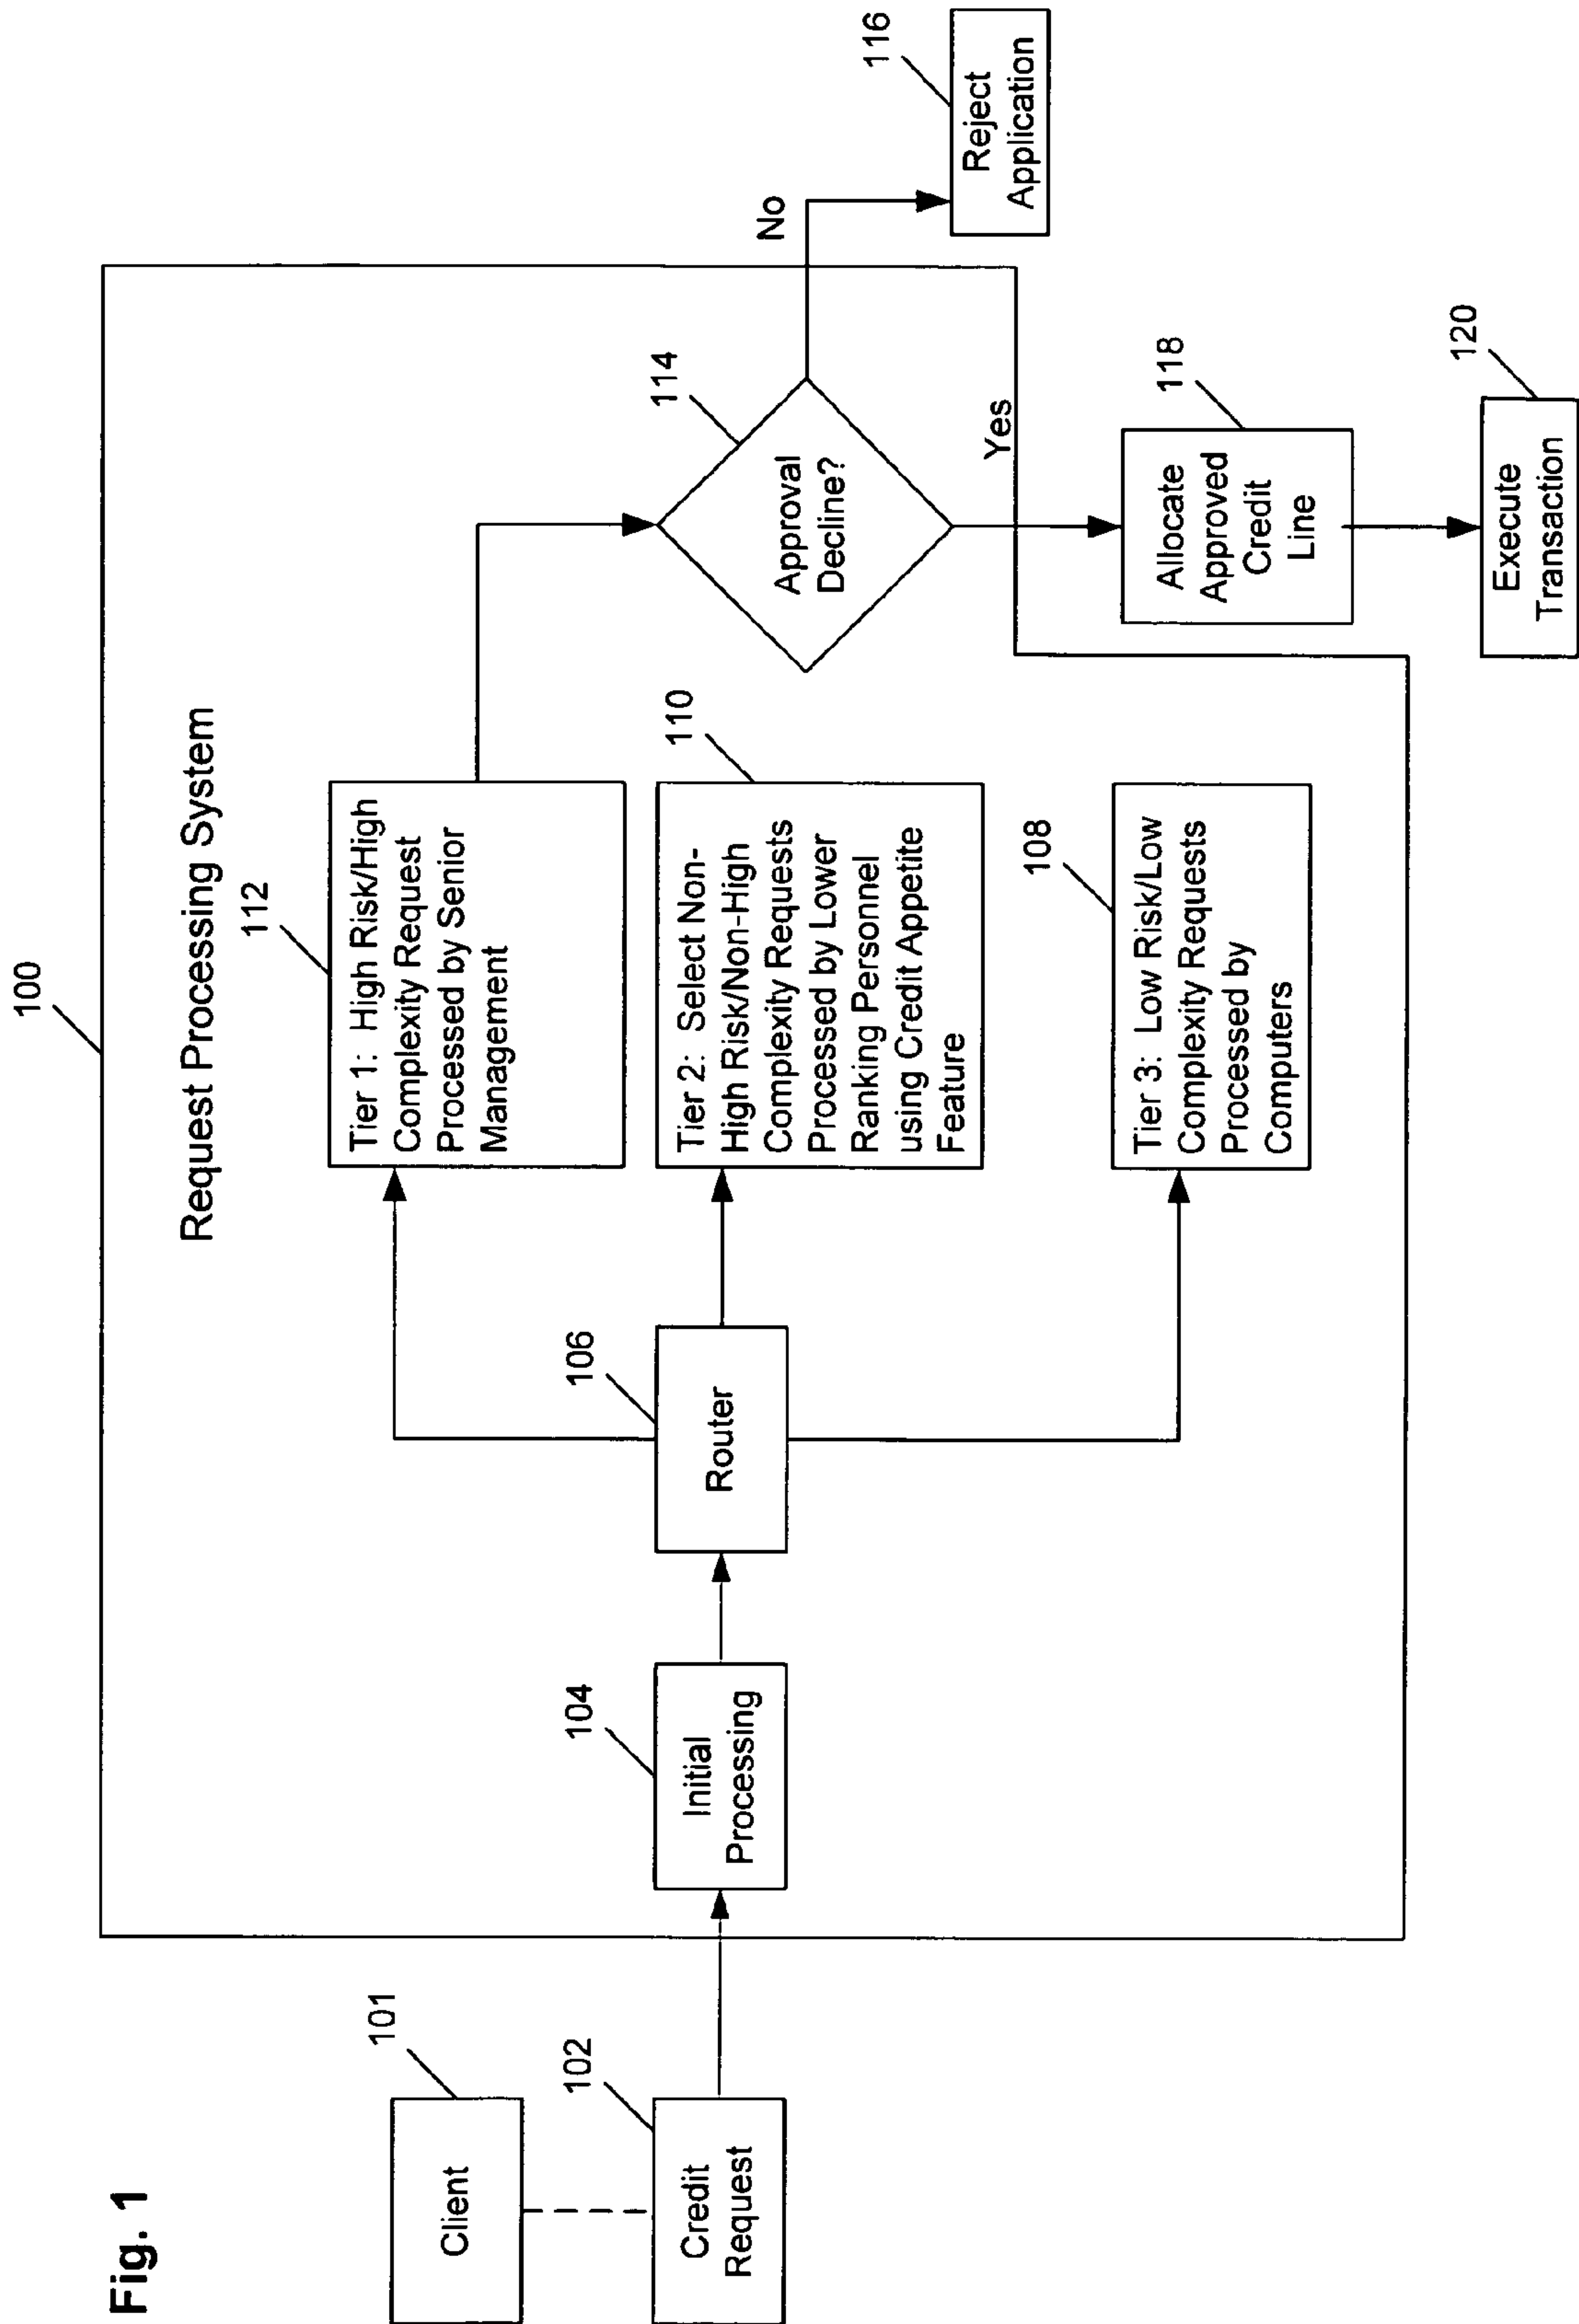 Fig. 1
100
Request Processing System
Client
101
Credit
Request
102
Initial
Processing
104
Router
106
Tier 1: High Risk/High
Complexity Request
Processed by Senior
Management
112
Tier 2: Select Non-
High Risk/Non-High
Complexity Requests
Processed by Lower
Ranking Personnel
using Credit Appetite
Feature
110
Tier 3: Low Risk/Low
Complexity Requests
Processed by
Computers
108
Approval
Decline?
114
No
Yes
Reject
Application
116
Allocate
Approved
Credit
Line
118
Execute
Transaction
120